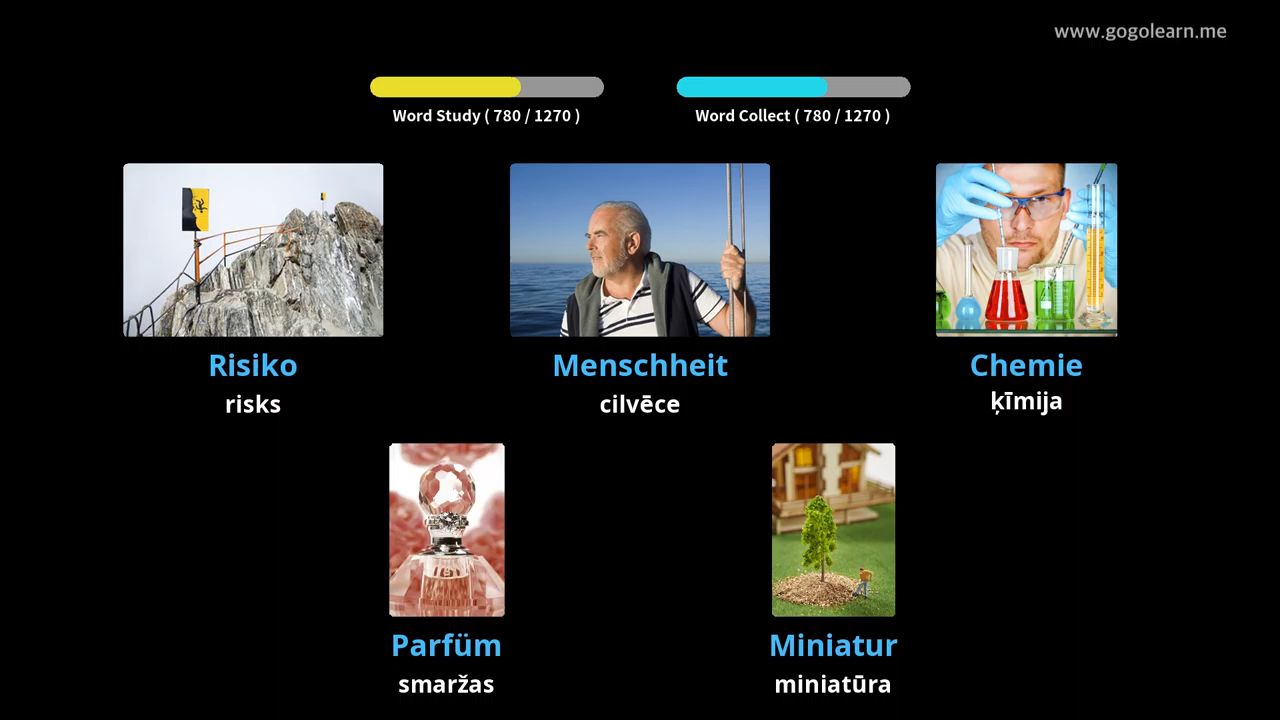 www.gogolearn.me
Word Study ( 780 / 1270 )
Word Collect ( 780 / 1270 )
Risiko
risks
Menschheit
cilvēce
Chemie
ķīmija
Parfüm
smaržas
Miniatur
miniatūra